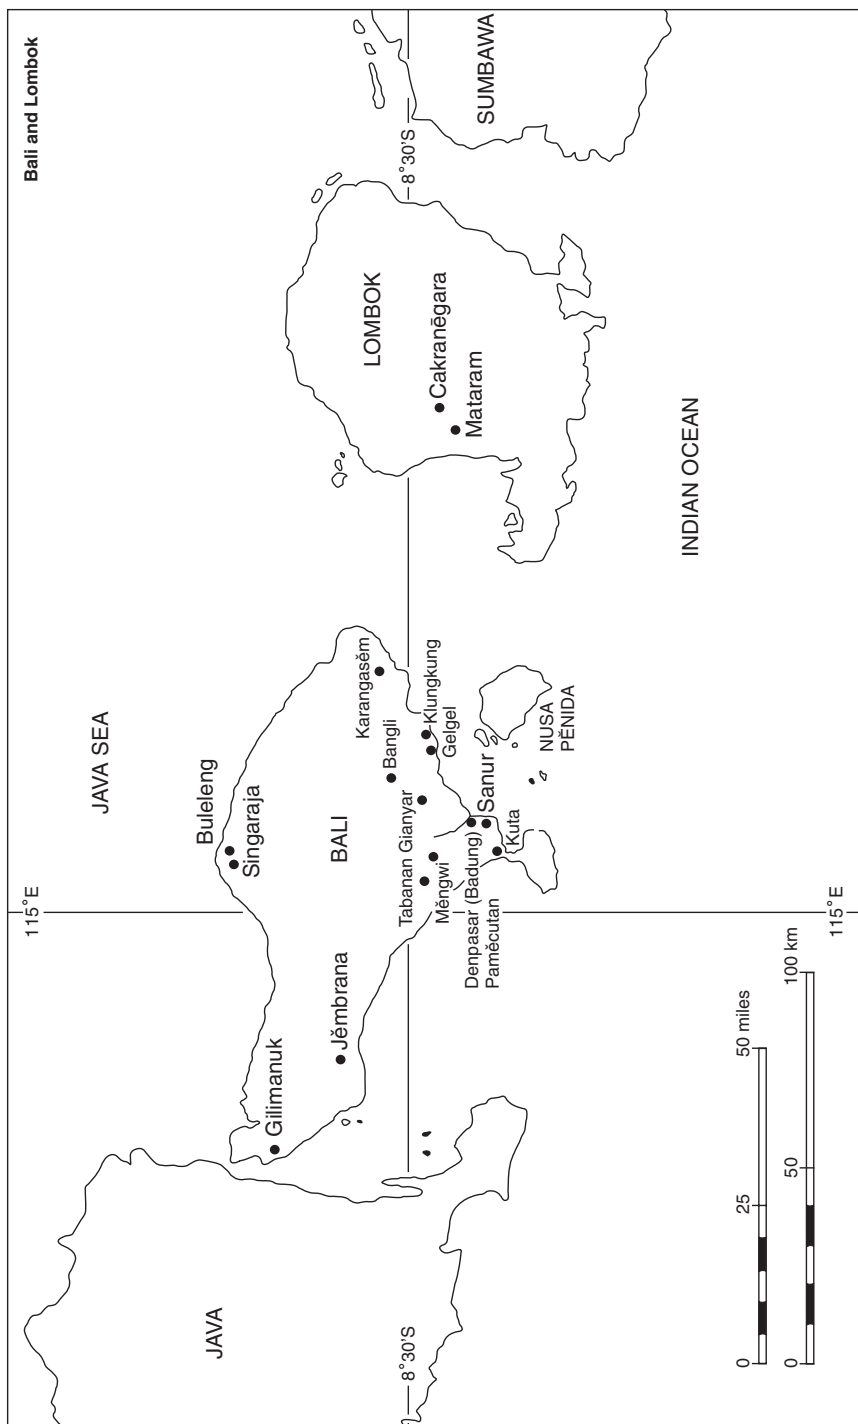 Bali and Lombok
115˚E
JAVA SEA
Buleleng
Singaraja
Gilimanuk
JAVA
BALI
Jĕmbrana
LOMBOK
SUMBAWA
Karangasĕm
Bangli
Klungkung
Gelgel
Tabanan Gianyar
Mĕngwi
Cakranēgara
Mataram
8˚30'S
8˚30'S
Denpasar (Badung)
Pamĕcutan
Sanur
Kuta
NUSA
PĔNIDA
INDIAN OCEAN
115˚E
0
25
50 miles
0
50
100 km